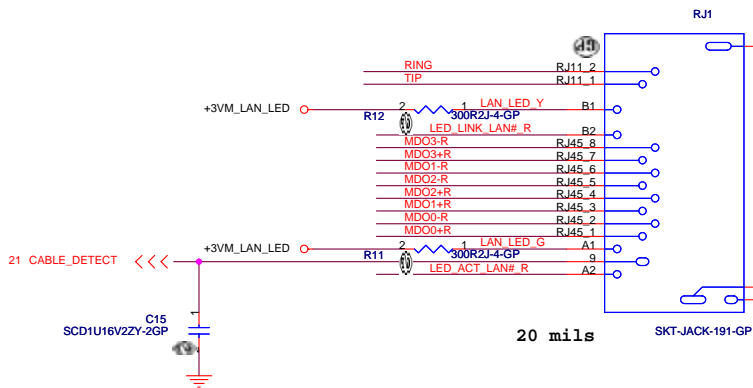 RJ1
RING RJ11_2
TIP RJ11_1
+3VM_LAN_LED 2 1 LAN_LED_Y B1
R12 300R2J-4-GP
LED_LINK_LAN#_R B2
MDO3-R RJ45_8
MDO3+R RJ45_7
MDO1-R RJ45_6
MDO2-R RJ45_5
MDO2+R RJ45_4
MDO1+R RJ45_3
MDO0-R RJ45_2
MDO0+R RJ45_1
+3VM_LAN_LED 2 1 LAN_LED_G A1
R11 300R2J-4-GP
21 CABLE_DETECT 9
LED_ACT_LAN#_R A2
1
C15
SCD1U16V2ZY-2GP
20 mils
SKT-JACK-191-GP